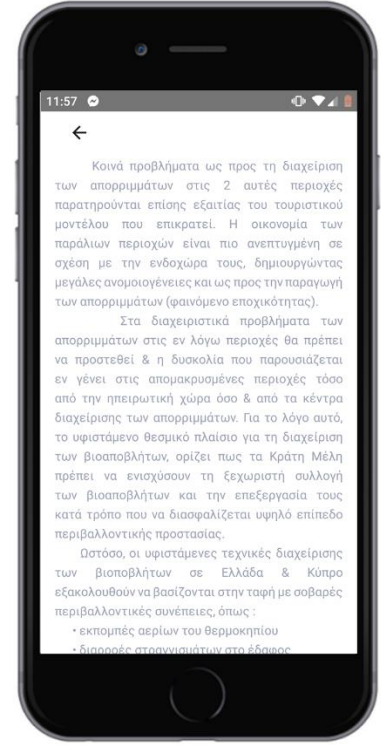 11:57
Κοινά προβλήματα ως προς τη διαχείριση
των απορριμμάτων στις 2 αυτές περιοχές
παρατηρούνται επίσης εξαιτίας του τουριστικού
μοντέλου που επικρατεί. Η οικονομία των
παράλιων περιοχών είναι πιο ανεπτυγμένη σε
σχέση με την ενδοχώρα τους, δημιουργώντας
μεγάλες ανομοιογένειες και ως προς την παραγωγή
των απορριμμάτων (φαινόμενο εποχικότητας).
Στα διαχειριστικά προβλήματα των
απορριμμάτων στις εν λόγω περιοχές θα πρέπει
να προστεθεί & η δυσκολία που παρουσιάζεται
εν γένει στις απομακρυσμένες περιοχές τόσο
από την ηπειρωτική χώρα όσο & από τα κέντρα
διαχείρισης των απορριμμάτων. Για το λόγο αυτό,
το υφιστάμενο θεσμικό πλαίσιο για τη διαχείριση
των βιοαποβλήτων, ορίζει πως τα Κράτη Μέλη
πρέπει να ενισχύσουν τη ξεχωριστή συλλογή
των βιοαποβλήτων και την επεξεργασία τους
κατά τρόπο που να διασφαλίζεται υψηλό επίπεδο
περιβαλλοντικής προστασίας.
Ωστόσο, οι υφιστάμενες τεχνικές διαχείρισης
των βιοποβλήτων σε Ελλάδα & Κύπρο
εξακολουθούν να βασίζονται στην ταφή με σοβαρές
περιβαλλοντικές συνέπειες, όπως :
• εκπομπές αερίων του θερμοκηπίου
• διαρροές στραγγισμάτων στο έδαφος